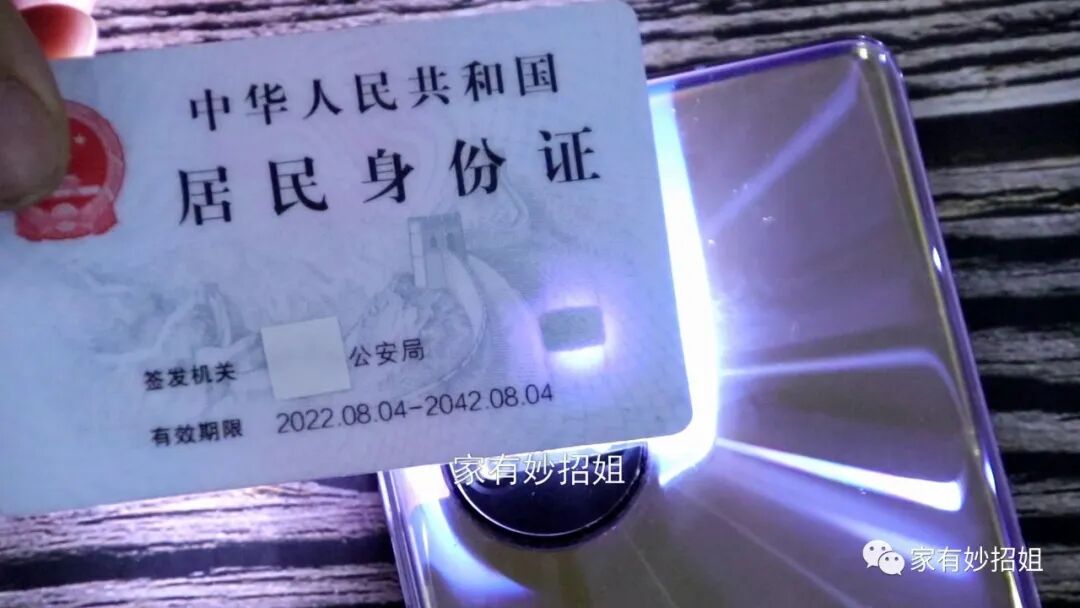 中华人民共和国
居民身份证
签发机关 公安局
有效期限 2022.08.04-2042.08.04
家有妙招姐
家有妙招姐